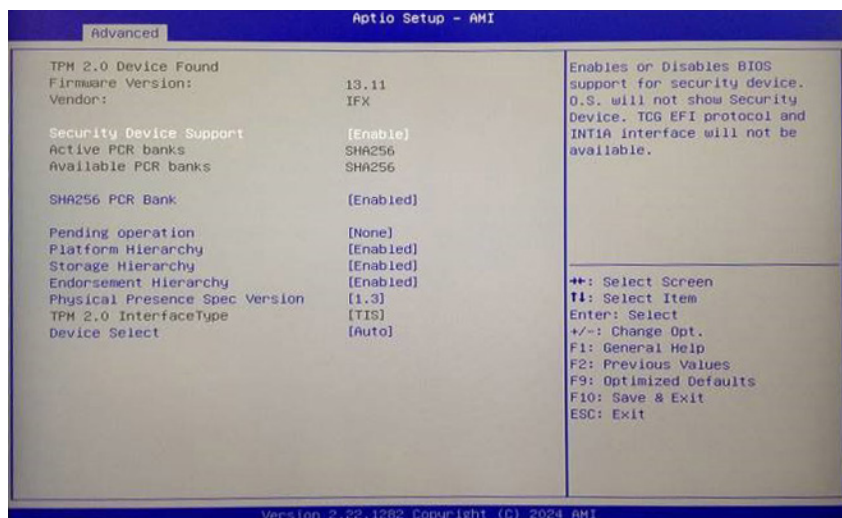 Aptio Setup - AMI
Advanced
TPM 2.0 Device Found
Firmware Version: 13.11
Vendor: IFX
Security Device Support [Enable]
Active PCR banks SHA256
Available PCR banks SHA256
SHA256 PCR Bank [Enabled]
Pending operation [None]
Platform Hierarchy [Enabled]
Storage Hierarchy [Enabled]
Endorsement Hierarchy [Enabled]
Physical Presence Spec Version [1.3]
TPM 2.0 InterfaceType [TIS]
Device Select [Auto]
Enables or Disables BIOS
support for security device.
O.S. will not show Security
Device. TCG EFI protocol and
INT1A interface will not be
available.
→←: Select Screen
↑↓: Select Item
Enter: Select
+/-: Change Opt.
F1: General Help
F2: Previous Values
F9: Optimized Defaults
F10: Save & Exit
ESC: Exit
Version 2.22.1282 Copyright (C) 2024 AMI